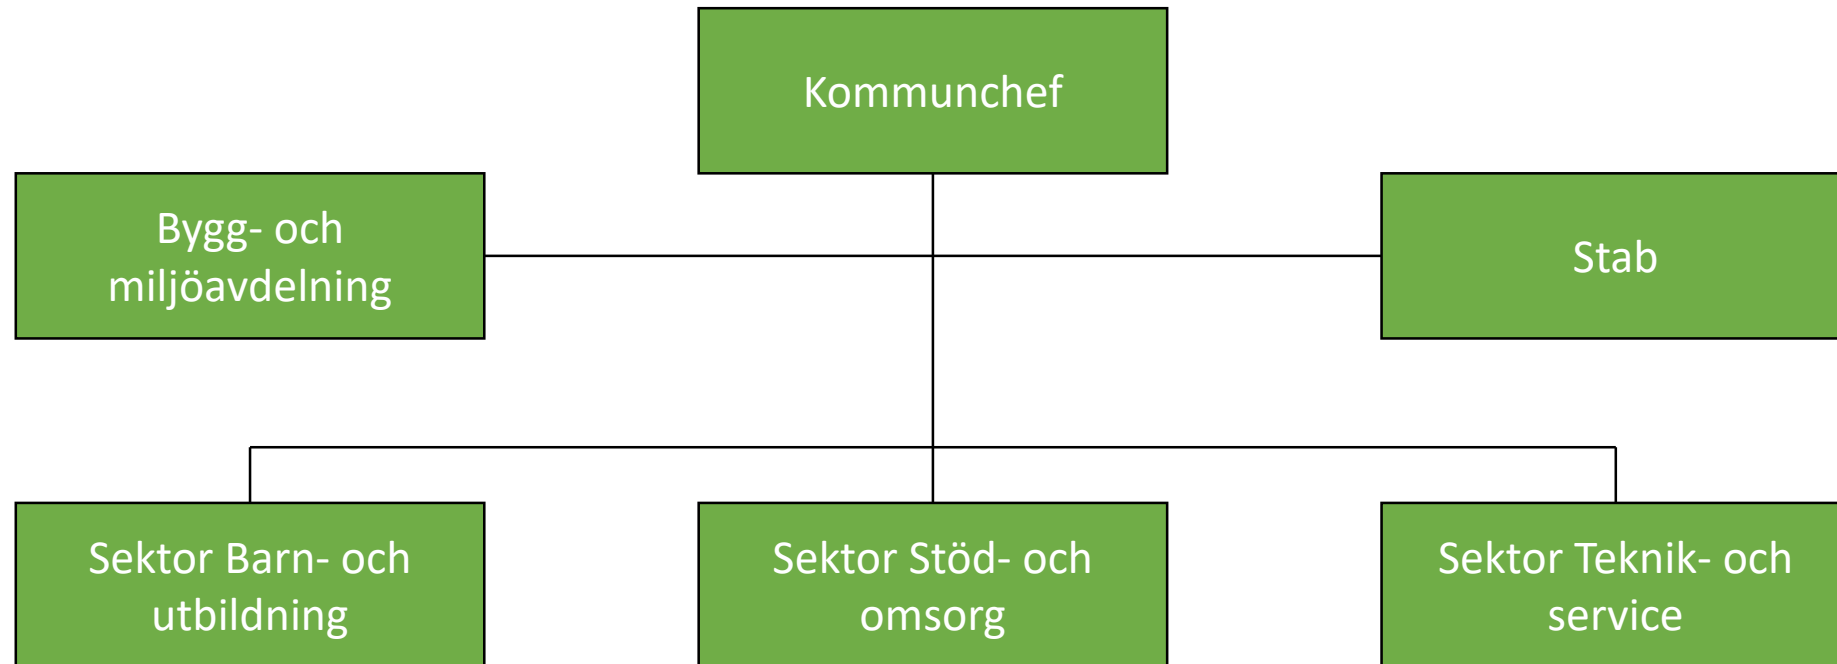 Kommunchef
Bygg- och
miljöavdelning
Stab
Sektor Barn- och
utbildning
Sektor Stöd- och
omsorg
Sektor Teknik- och
service